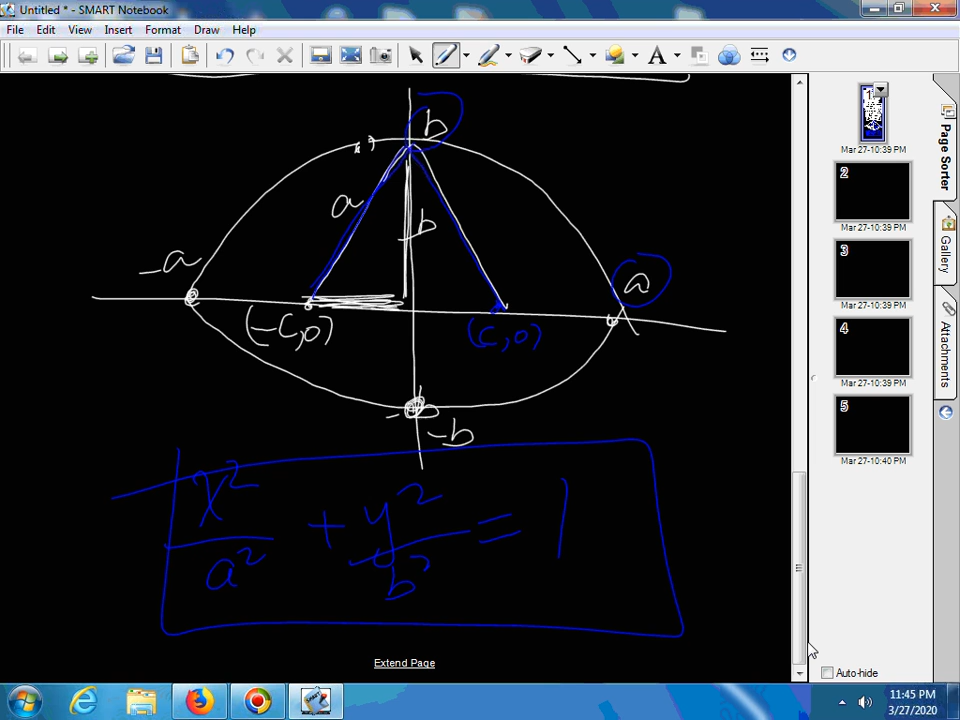 Untitled * - SMART Notebook
File Edit View Insert Format Draw Help
b
a
b
-a
a
(-c,0)
(c,0)
-b
x²/a² + y²/b² = 1
Extend Page
1
Mar 27-10:39 PM
2
Mar 27-10:39 PM
3
Mar 27-10:39 PM
4
Mar 27-10:39 PM
5
Mar 27-10:40 PM
Page Sorter
Gallery
Attachments
Auto-hide
11:45 PM
3/27/2020